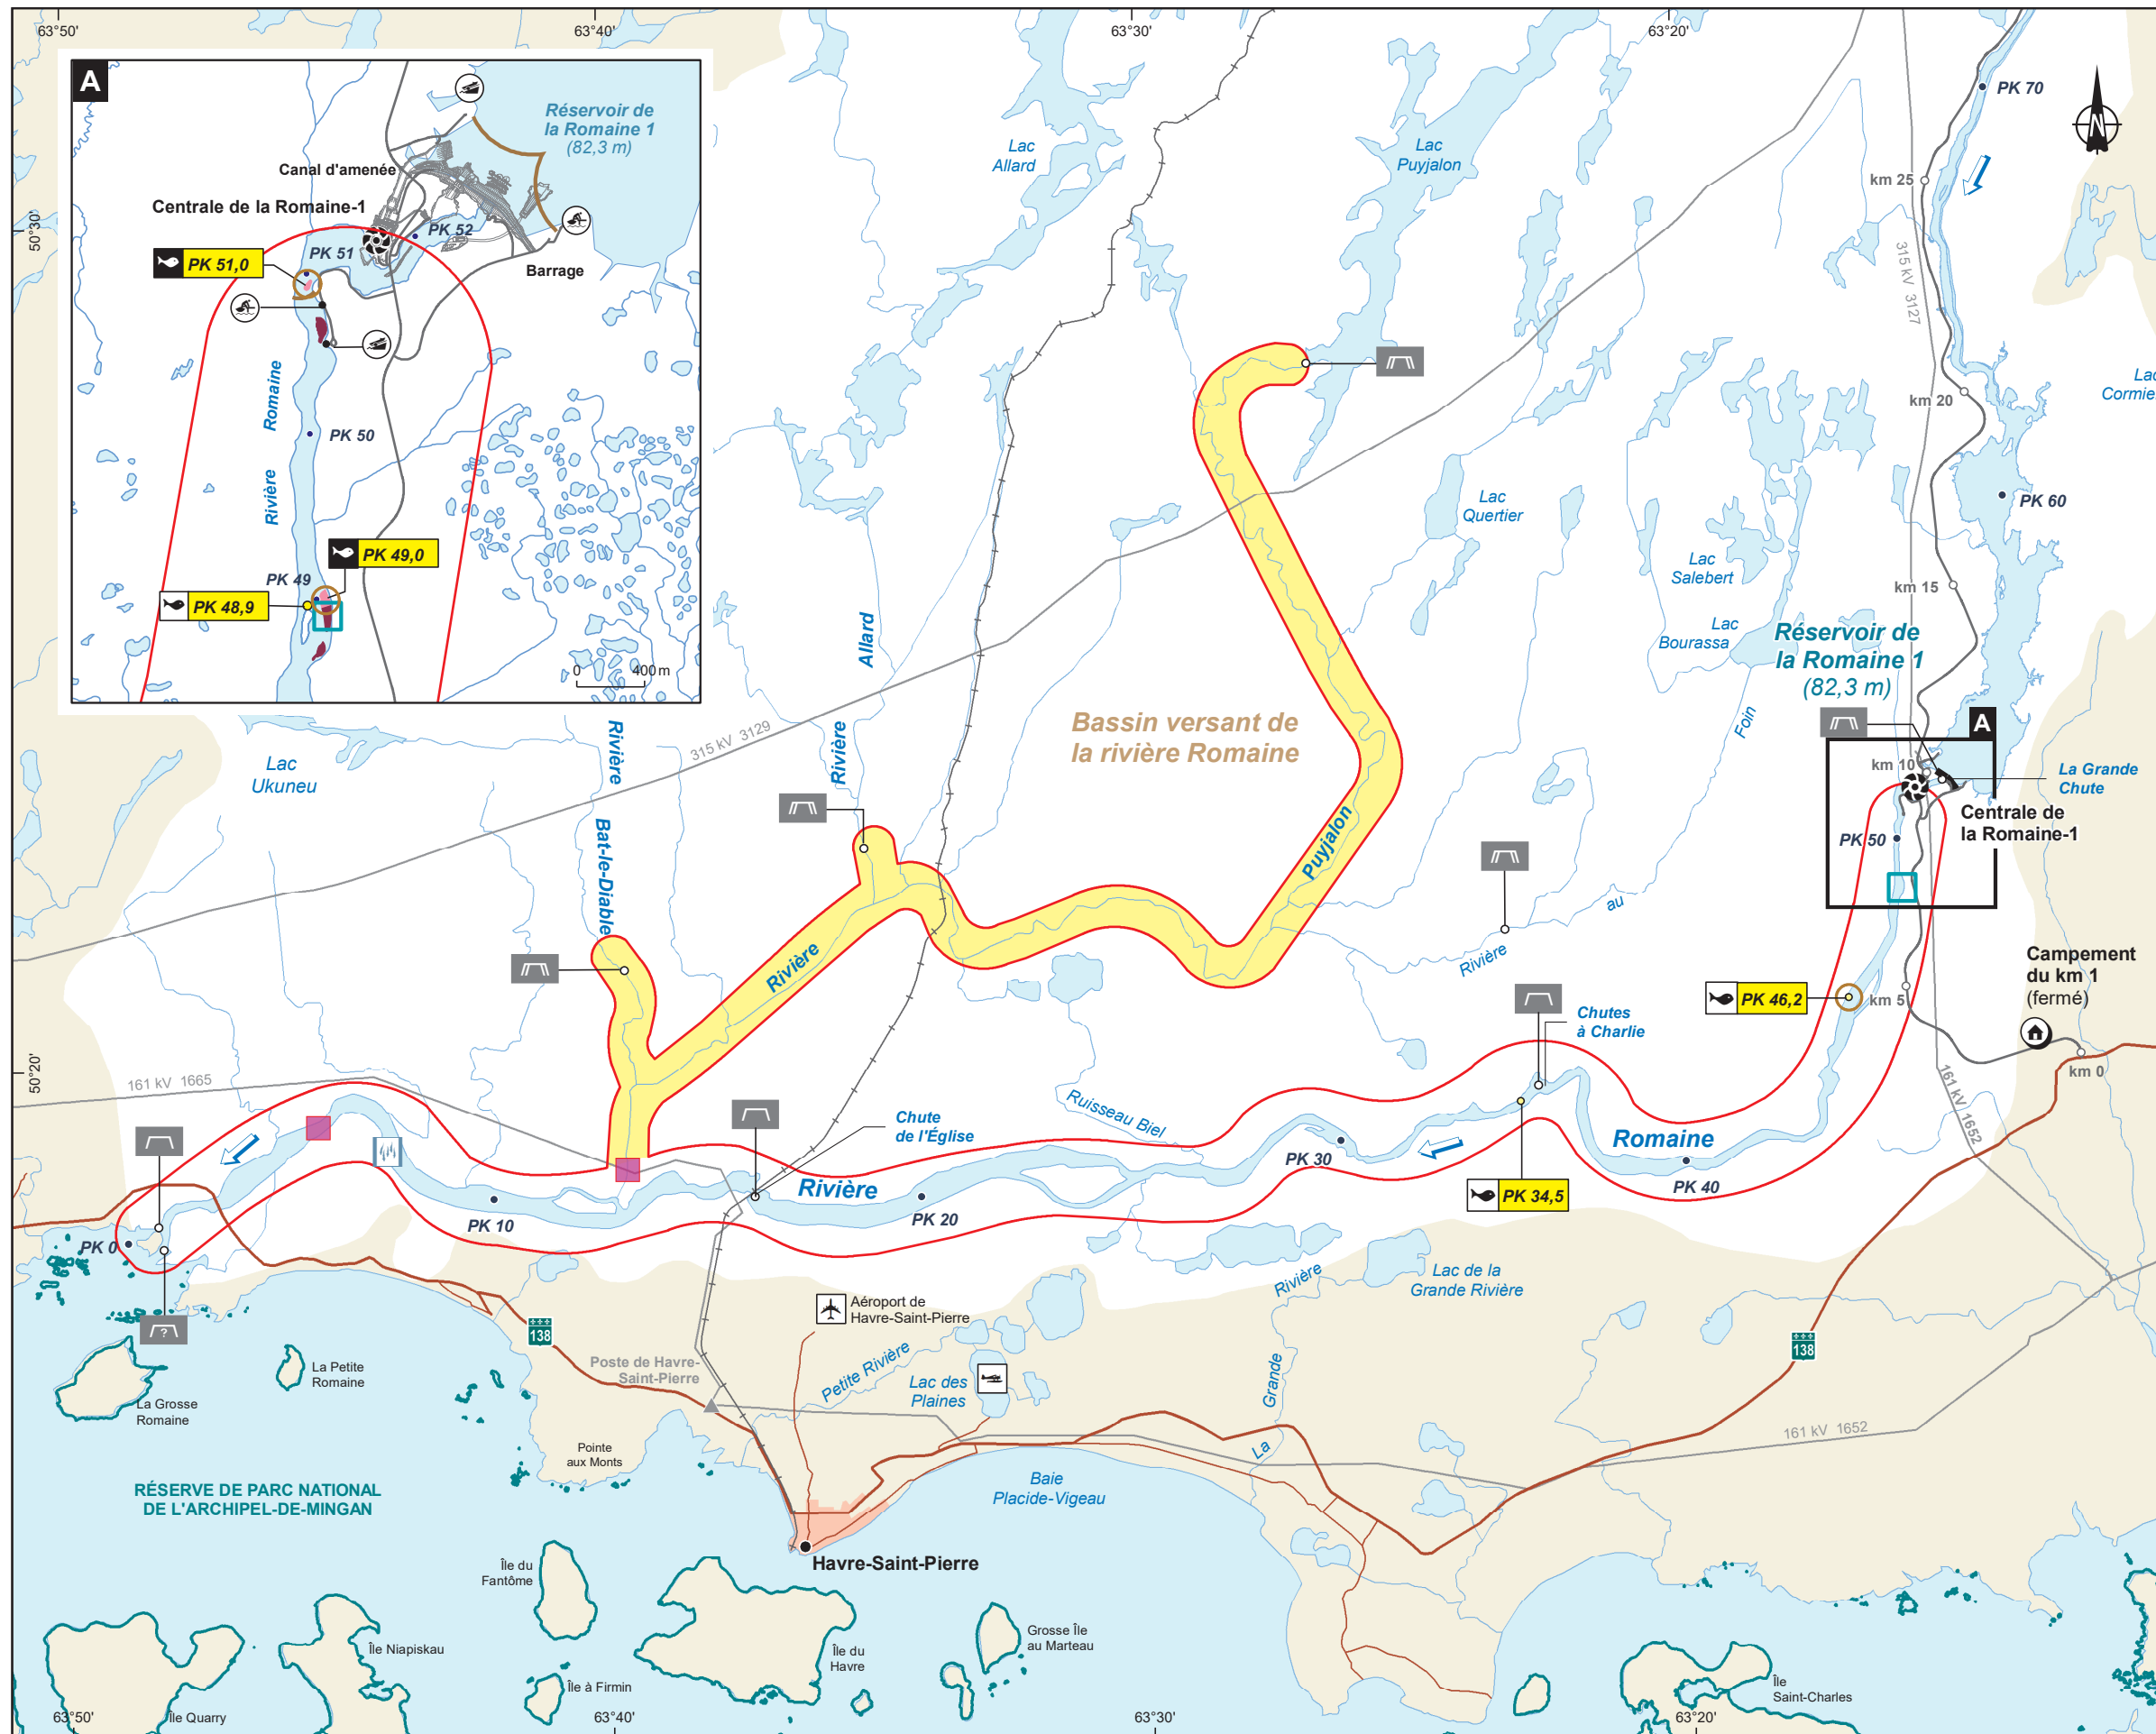 63°50'
63°40'
63°30'
63°20'
A
Réservoir de
la Romaine 1
(82,3 m)
Canal d'amenée
Centrale de la Romaine-1
PK 52
PK 51
PK 51,0
Barrage
Rivière Romaine
PK 50
PK 49,0
PK 49
PK 48,9
0 400 m
50°30'
50°20'
Lac
Allard
Lac
Puyjalon
PK 70
N
km 25
315 kV 3127
km 20
Lac
Quertier
PK 60
Lac
Salebert
km 15
Lac
Bourassa
Réservoir de
la Romaine 1
(82,3 m)
A
km 10
La Grande
Chute
Centrale de
la Romaine-1
PK 50
Foin
au
Rivière
Lac
Ukuneu
Rivière
Bat-le-Diable
315 kV 3129
Rivière
Allard
Bassin versant de
la rivière Romaine
Puyjalon
Rivière
Campement
du km 1
(fermé)
PK 46,2
km 5
km 0
161 kV 1652
Chutes
à Charlie
161 kV 1665
Ruisseau Biel
Chute
de l'Église
Romaine
Rivière
PK 30
PK 40
PK 34,5
PK 20
PK 10
PK 0
?
138
Aéroport de
Havre-Saint-Pierre
Lac de la
Grande Rivière
Rivière
Grande
La
138
La Petite
Romaine
La Grosse
Romaine
Poste de Havre-
Saint-Pierre
Petite Rivière
Lac des
Plaines
Pointe
aux Monts
161 kV 1652
RÉSERVE DE PARC NATIONAL
DE L'ARCHIPEL-DE-MINGAN
Baie
Placide-Vigeau
Havre-Saint-Pierre
Île du
Fantôme
Île Niapiskau
Île à Firmin
Île du
Havre
Grosse Île
au Marteau
Île
Saint-Charles
Île Quarry
63°50'
63°40'
63°30'
63°20'